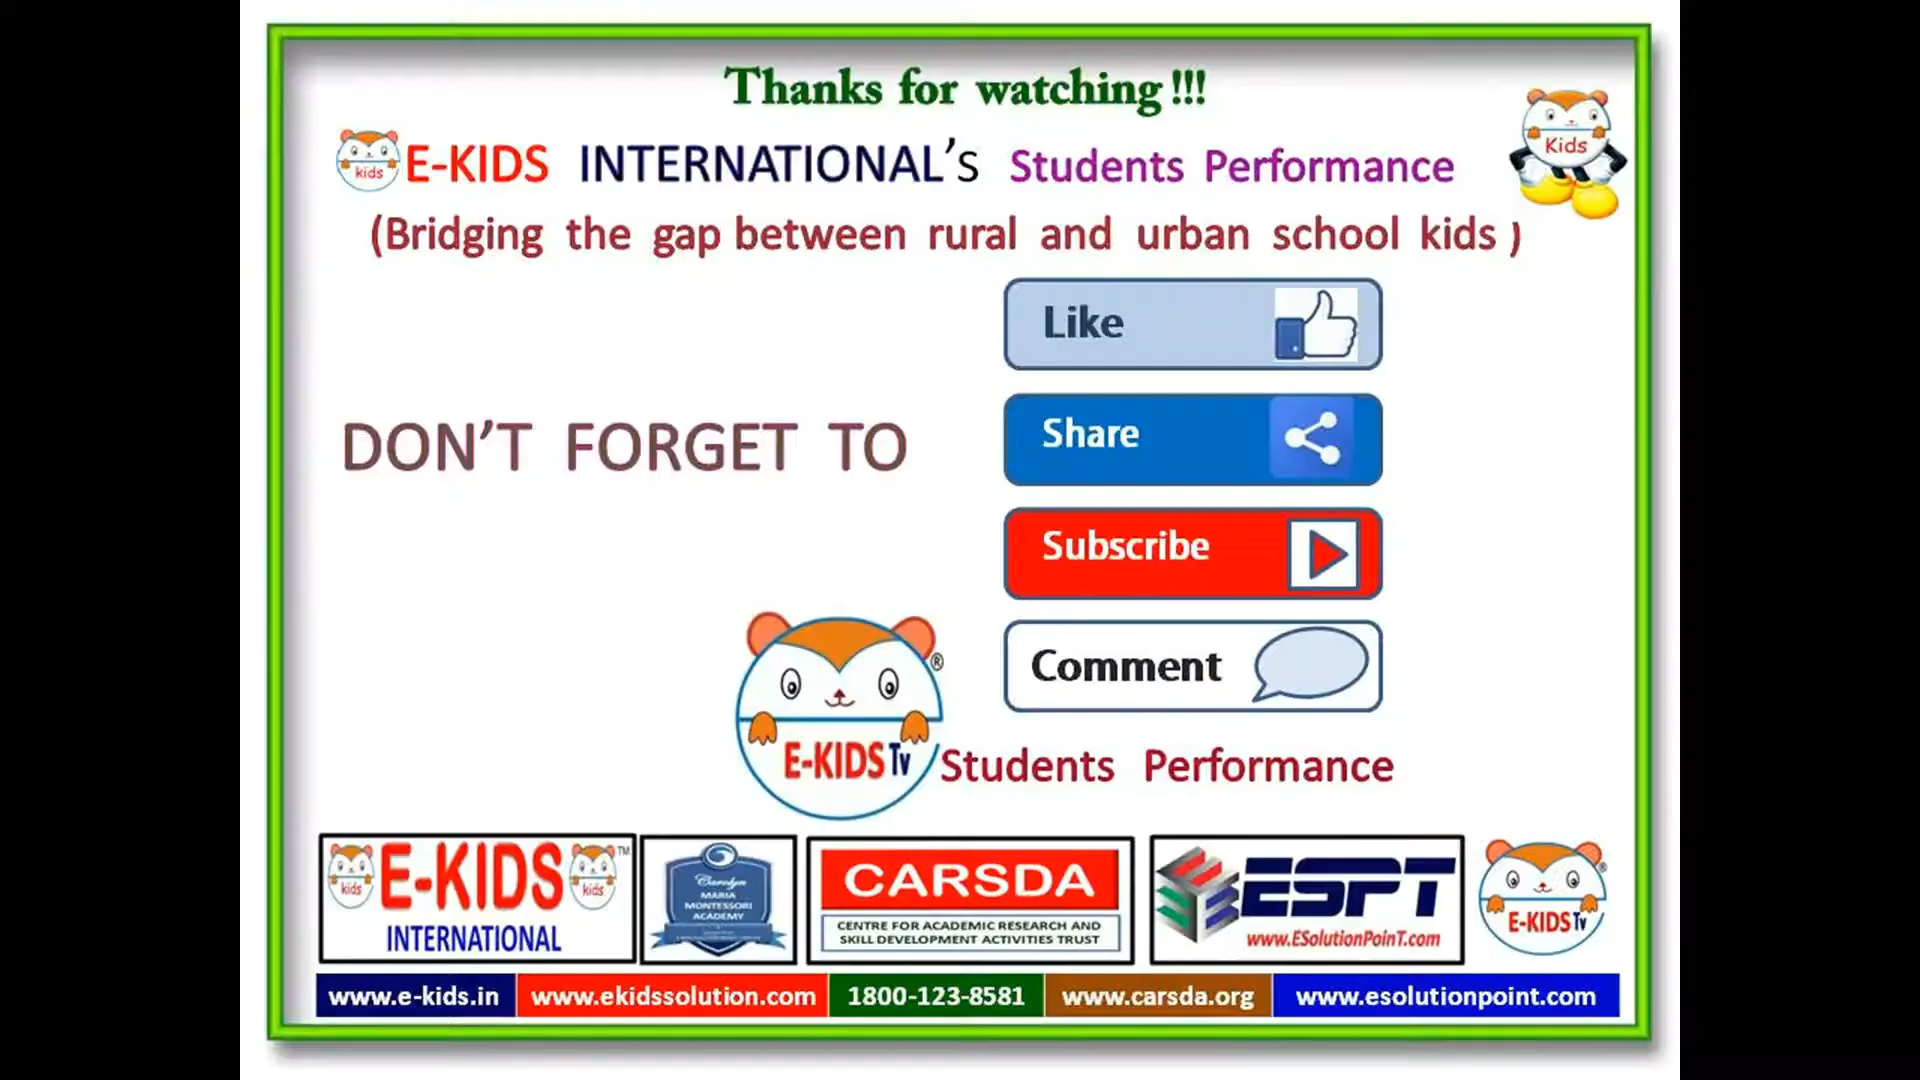 Thanks for watching !!!
Kids
kids E-KIDS INTERNATIONAL's Students Performance
(Bridging the gap between rural and urban school kids )
Like
DON'T FORGET TO
Share
Subscribe
Comment
®
E-KIDS Tv
Students Performance
kids E-KIDS kids TM
INTERNATIONAL
Carolyn
MARIA
MONTESSORI
ACADEMY
CARSDA
CENTRE FOR ACADEMIC RESEARCH AND
SKILL DEVELOPMENT ACTIVITIES TRUST
ESPT
www.ESolutionPoinT.com
®
E-KIDS Tv
www.e-kids.in www.ekidssolution.com 1800-123-8581 www.carsda.org www.esolutionpoint.com